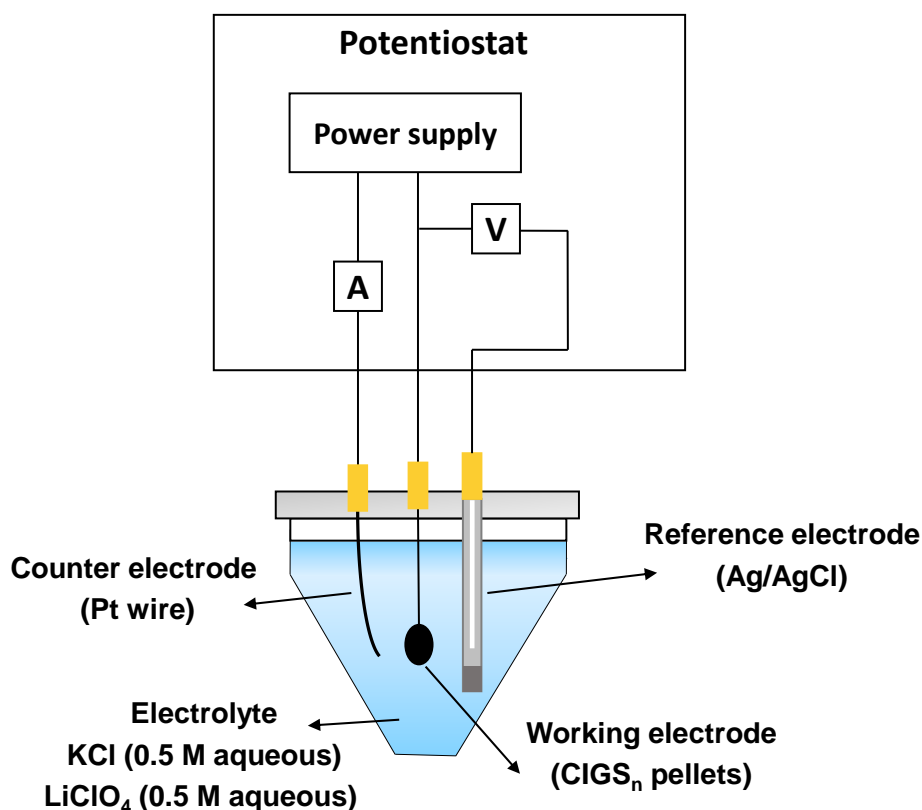 Potentiostat
Power supply
V
A
Reference electrode
(Ag/AgCl)
Counter electrode
(Pt wire)
Electrolyte
KCl (0.5 M aqueous)
LiClO₄ (0.5 M aqueous)
Working electrode
(CIGSₙ pellets)